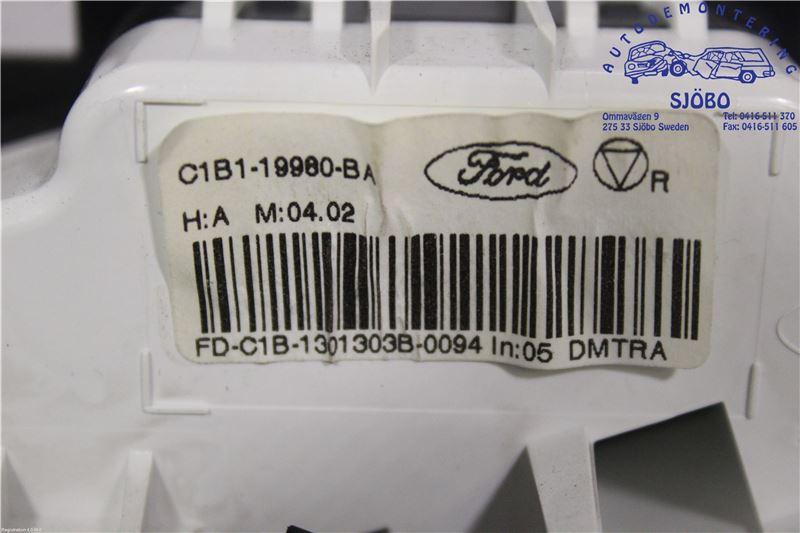 AUTODEMONTERING
SJÖBO
Ommavägen 9
275 33 Sjöbo Sweden
Tel: 0416-511 370
Fax: 0416-511 605
C1B1-19980-BA
Ford
R
H:A M:04.02
FD-C1B-1301303B-0094 In:05 DMTRA